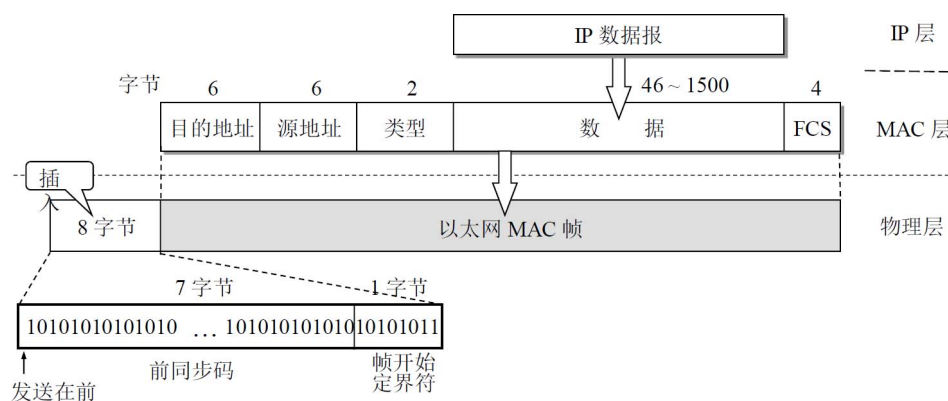 IP 数据报
IP 层
字节
6
6
2
46 ~ 1500
4
目的地址
源地址
类型
数 据
FCS
MAC 层
插
入
8 字节
以太网 MAC 帧
物理层
7 字节
1 字节
10101010101010 … 101010101010
10101011
前同步码
帧开始
定界符
发送在前